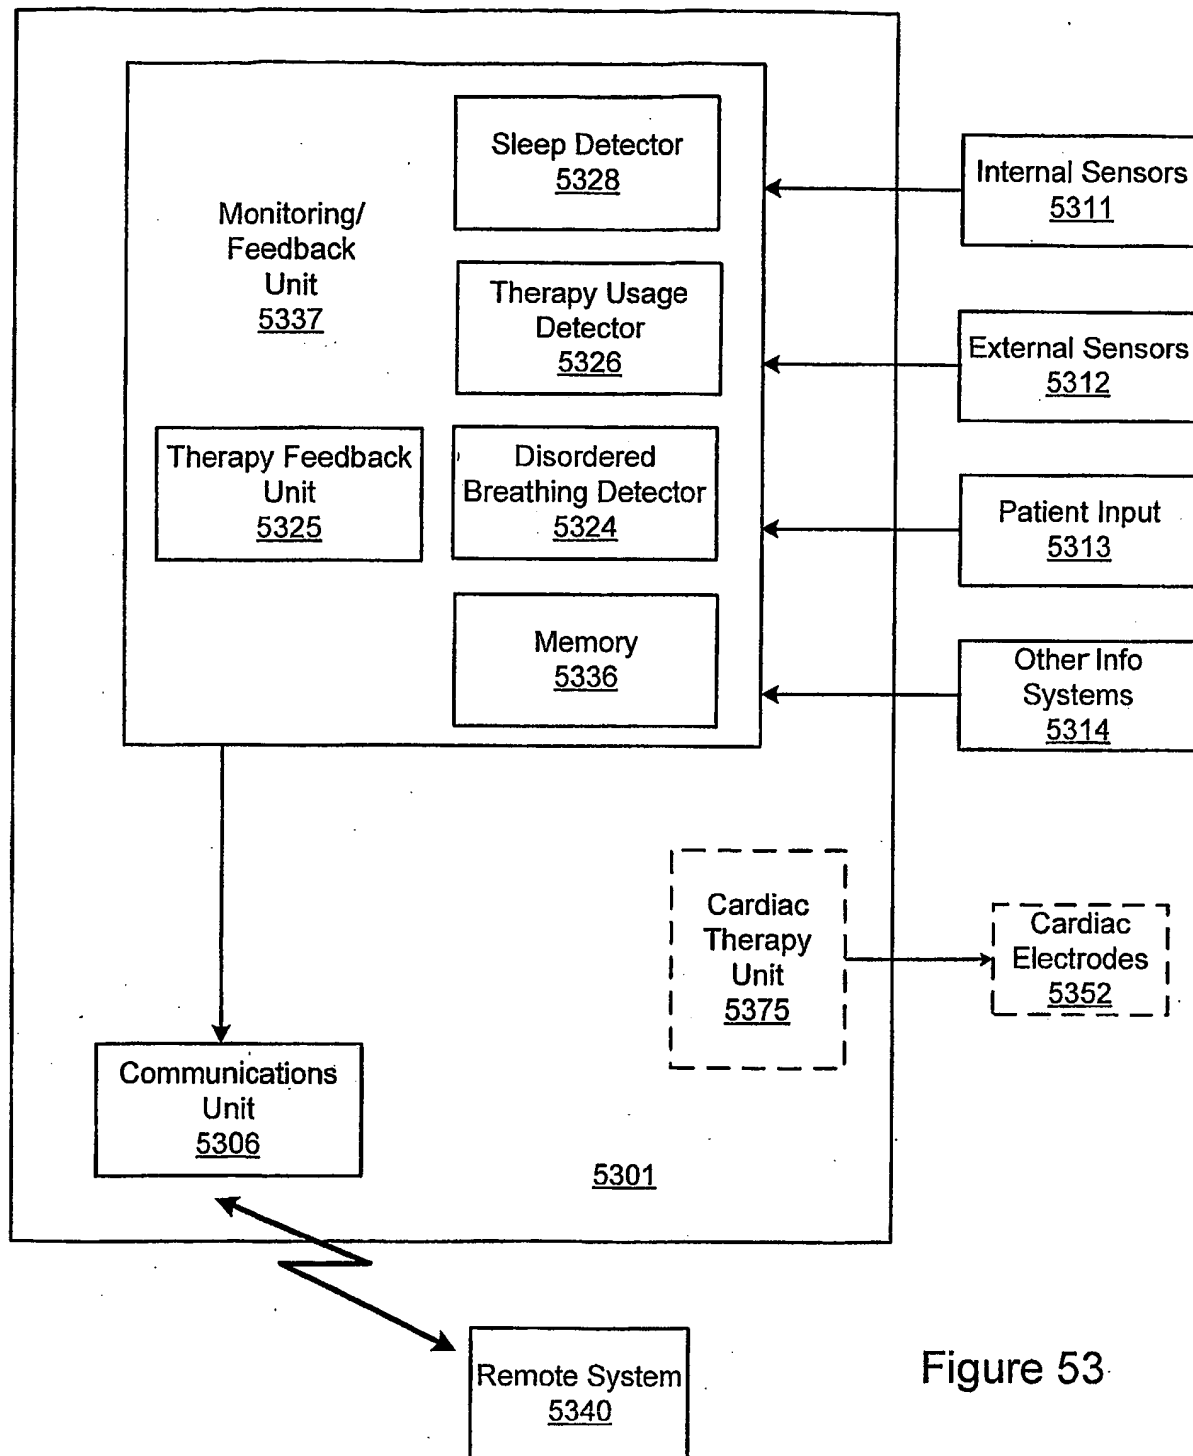 Sleep Detector
5328
Monitoring/
Feedback
Unit
5337
Therapy Usage
Detector
5326
Therapy Feedback
Unit
5325
Disordered
Breathing Detector
5324
Memory
5336
Internal Sensors
5311
External Sensors
5312
Patient Input
5313
Other Info
Systems
5314
Cardiac
Therapy
Unit
5375
Cardiac
Electrodes
5352
Communications
Unit
5306
5301
Remote System
5340
Figure 53